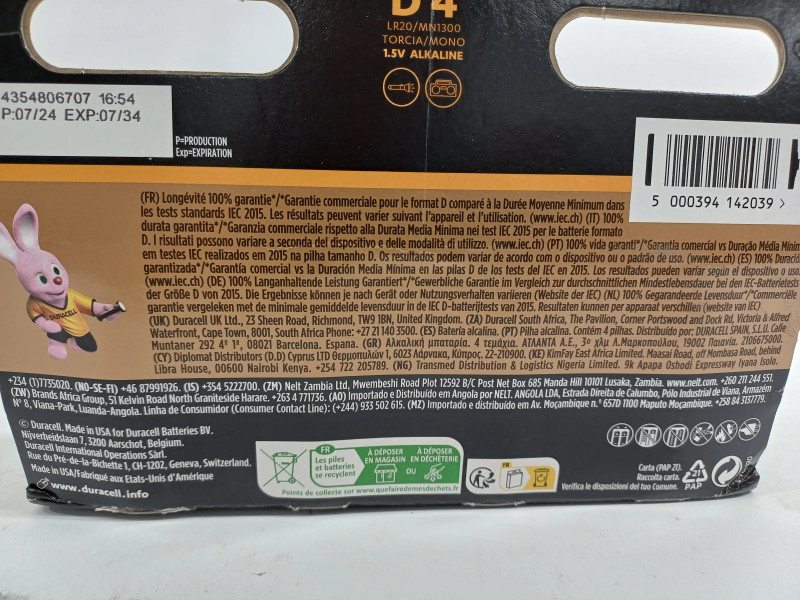 D 4
LR20/MN1300
TORCIA/MONO
1.5V ALKALINE
4354806707 16:54
P:07/24 EXP:07/34
P=PRODUCTION
Exp=EXPIRATION
5 000394 142039 >
(FR) Longévité 100% garantie*/*Garantie commerciale pour le format D comparé à la Durée Moyenne Minimum dans
les tests standards IEC 2015. Les résultats peuvent varier suivant l'appareil et l'utilisation. (www.iec.ch) (IT) 100%
durata garantita*/*Garanzia commerciale rispetto alla Durata Media Minima nei test IEC 2015 per le batterie formato
D. I risultati possono variare a seconda del dispositivo e delle modalità di utilizzo. (www.iec.ch) (PT) 100% vida garanti*/*Garantia comercial vs Duração Média Mínim
em testes IEC realizados em 2015 na pilha tamanho D. Os resultados podem variar de acordo com o dispositivo ou o padrão de uso. (www.iec.ch) (ES) 100% Duració
garantizada*/*Garantía comercial vs la Duración Media Mínima en las pilas D de los tests del IEC en 2015. Los resultados pueden variar según el dispositivo o uso
(www.iec.ch) (DE) 100% Langanhaltende Leistung Garantiert*/*Gewerbliche Garantie im Vergleich zur durchschnittlichen Mindestlebensdauer bei den IEC-Batterietests
der Größe D von 2015. Die Ergebnisse können je nach Gerät oder Nutzungsverhalten variieren (Website der IEC) (NL) 100% Gegarandeerde Levensduur*/*Commerciële
garantie vergeleken met de minimale gemiddelde levensduur in de IEC D-batterijtests van 2015. Resultaten kunnen per apparaat verschillen (website van IEC)
(UK) Duracell UK Ltd., 23 Sheen Road, Richmond, TW9 1BN, United Kingdom. (ZA) Duracell South Africa, The Pavilion, Corner Portswood and Dock Rd, Victoria & Alfred
Waterfront, Cape Town, 8001, South Africa Phone: +27 21 140 3500. (ES) Batería alcalina. (PT) Pilha alcalina. Contém 4 pilhas. Distribuido por: DURACELL SPAIN, S.L.U. Calle
Muntaner 292 4º 1ª, 08021 Barcelona. España. (GR) Αλκαλική μπαταρία. 4 τεμάχια. ΑΤΛΑΝΤΑ Α.Ε., 3ο χλμ Λ.Μαρκοπούλου, 19002 Παιανία. 2106675000.
(CY) Diplomat Distributors (D.D) Cyprus LTD Θερμοπυλών 1, 6023 Λάρνακα, Κύπρος. 22-210900. (KE) KimFay East Africa Limited. Maasai Road, off Mombasa Road, behind
Libra House, 00600 Nairobi Kenya. +254 722 205789. (NG) Transmed Distribution & Logistics Nigeria Limited. 9k Apapa Oshodi Expressway Iyana Isolo.
+234 (1)7735020. (NO-SE-FI) +46 87991926. (IS) +354 5222700. (ZM) Nelt Zambia Ltd, Mwembeshi Road Plot 12592 B/C Post Net Box 685 Manda Hill 10101 Lusaka, Zambia. www.nelt.com. +260 211 244 551.
(ZW) Brands Africa Group, 51 Kelvin Road North Graniteside Harare. +263 4 771736. (AO) Importado e Distribuido em Angola por NELT. ANGOLA LDA, Estrada Direita de Calumbo, Pólo Industrial de Viana, Armazém
N° 8, Viana-Park, Luanda-Angola. Linha de Consumidor (Consumer Contact Line): (+244) 933 502 615. (MZ) Importado e distribuido em Av. Moçambique n.° 657D 1100 Maputo Moçambique. +258 84 3137779.
DURACELL
© Duracell. Made in USA for Duracell Batteries BV.
Nijverheidslaan 7, 3200 Aarschot, Belgium.
Duracell International Operations Sàrl.
Rue du Pré-de-la-Bichette 1, CH-1202, Geneva, Switzerland.
Made in USA/Fabriqué aux Etats-Unis d'Amérique
www.duracell.info
FR
Les piles
et batteries
se recyclent
À DÉPOSER
EN MAGASIN
OU
À DÉPOSER
EN DÉCHÈTERIE
Points de collecte sur www.quefairedemesdechets.fr
FR
Carta (PAP 21).
Raccolta carta.
Verifica le disposizioni del tuo Comune.
21
PAP